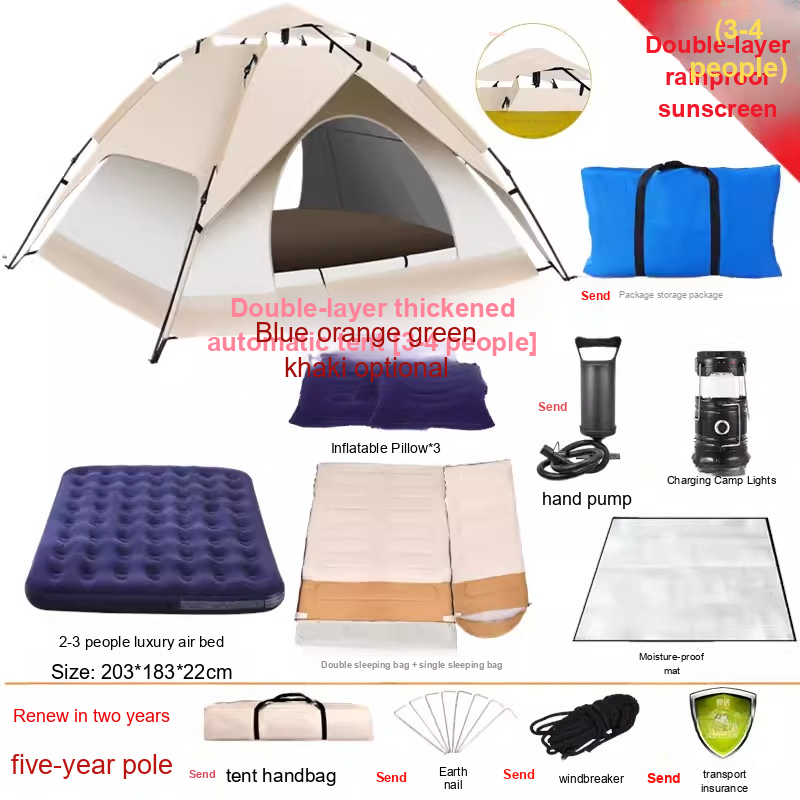 (3-4
people)
Double-layer
rainproof
sunscreen
Send
Package storage package
Double-layer thickened
automatic tent [3-4 people]
Blue orange green
khaki optional
Inflatable Pillow*3
Send
hand pump
Charging Camp Lights
2-3 people luxury air bed
Size: 203*183*22cm
Double sleeping bag + single sleeping bag
Moisture-proof
mat
Renew in two years
five-year pole
Send
tent handbag
Send
Earth
nail
Send
windbreaker
Send
transport
insurance